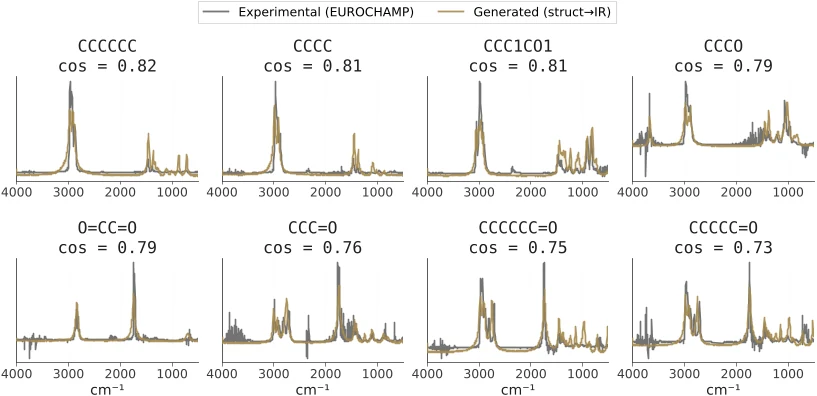 Experimental (EUROCHAMP) Generated (struct→IR)
CCCCCC CCCC CCC1CO1 CCCO
cos = 0.82 cos = 0.81 cos = 0.81 cos = 0.79
4000 3000 2000 1000 4000 3000 2000 1000 4000 3000 2000 1000 4000 3000 2000 1000
O=CC=O CCC=O CCCCCC=O CCCCC=O
cos = 0.79 cos = 0.76 cos = 0.75 cos = 0.73
4000 3000 2000 1000 4000 3000 2000 1000 4000 3000 2000 1000 4000 3000 2000 1000
cm⁻¹ cm⁻¹ cm⁻¹ cm⁻¹